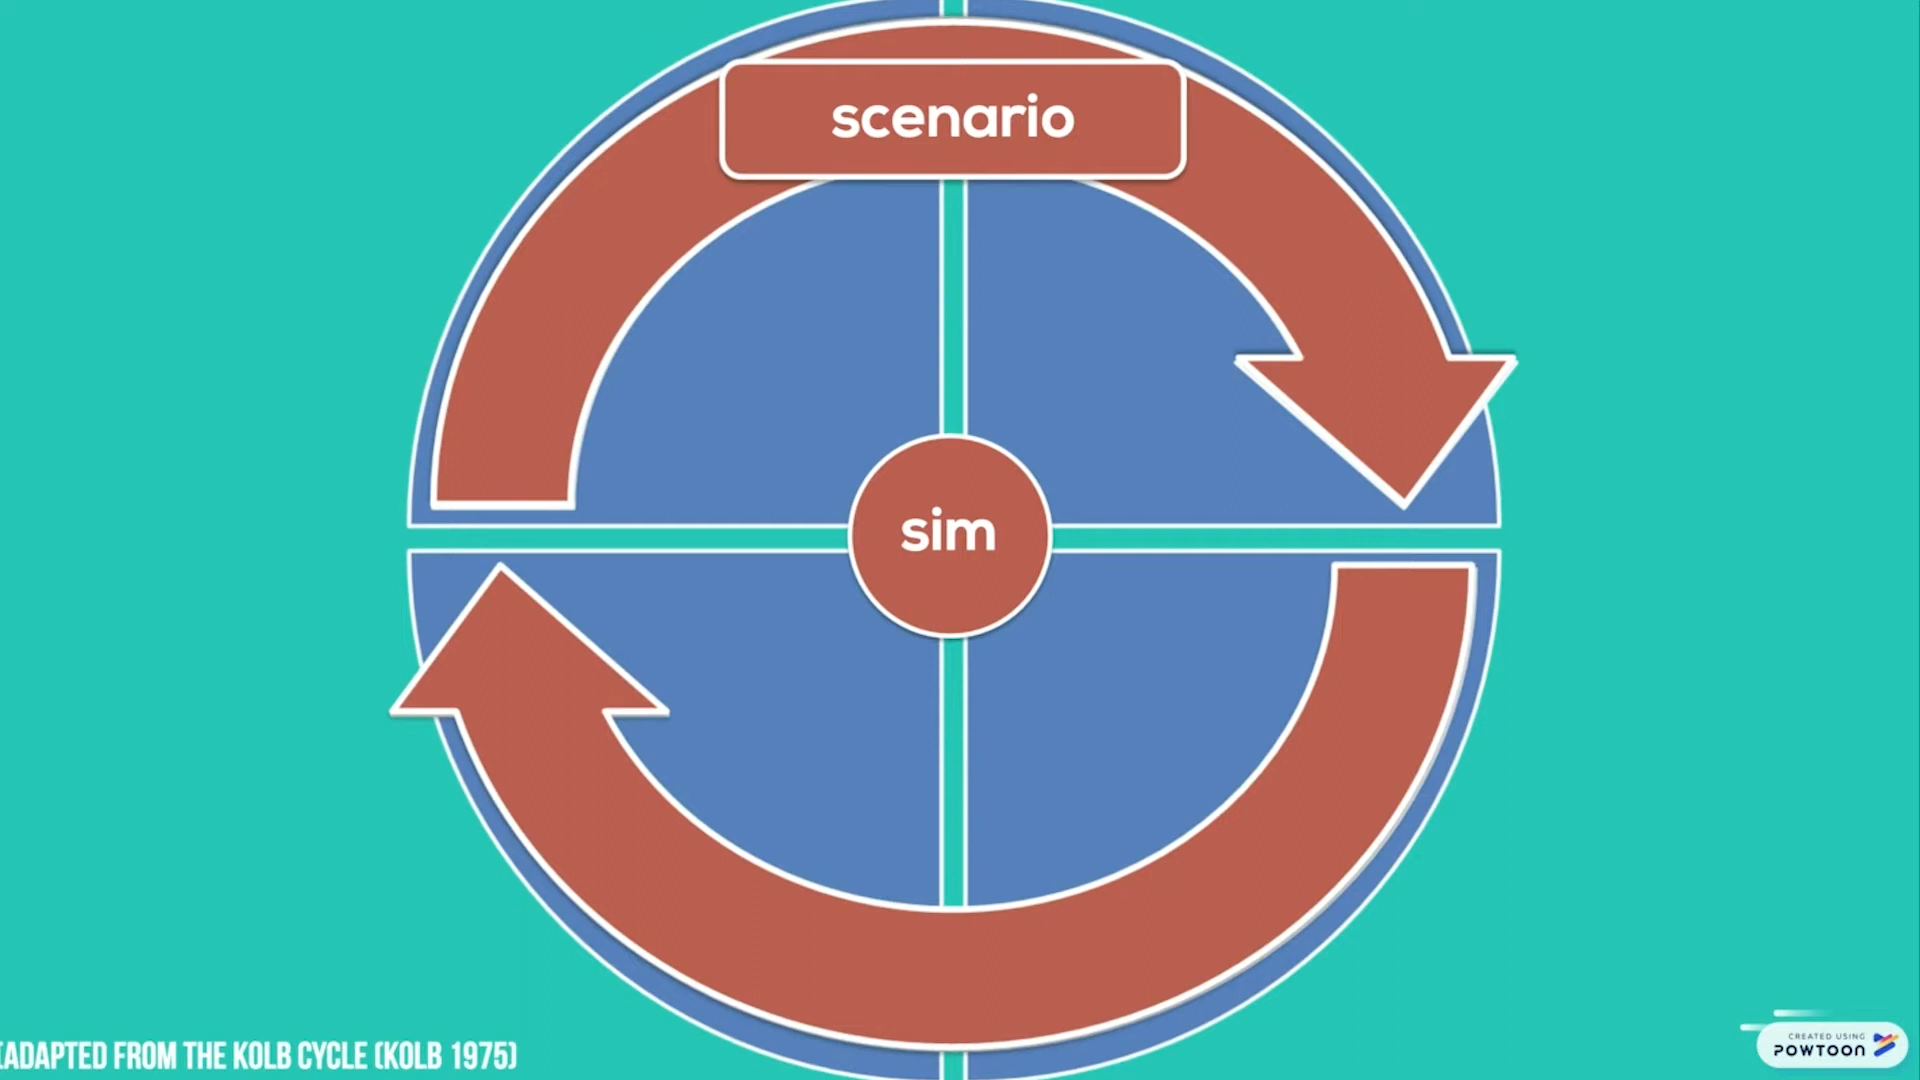 scenario
sim
(ADAPTED FROM THE KOLB CYCLE (KOLB 1975)
CREATED USING
POWTOON